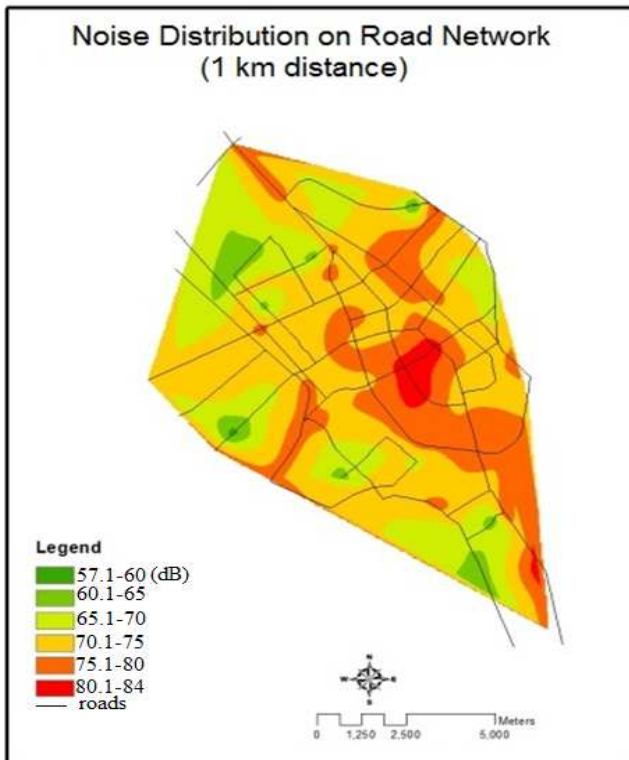 Noise Distribution on Road Network
(1 km distance)
Legend
57.1-60 (dB)
60.1-65
65.1-70
70.1-75
75.1-80
80.1-84
roads
N
W E
S
Meters
0 1,250 2,500 5,000